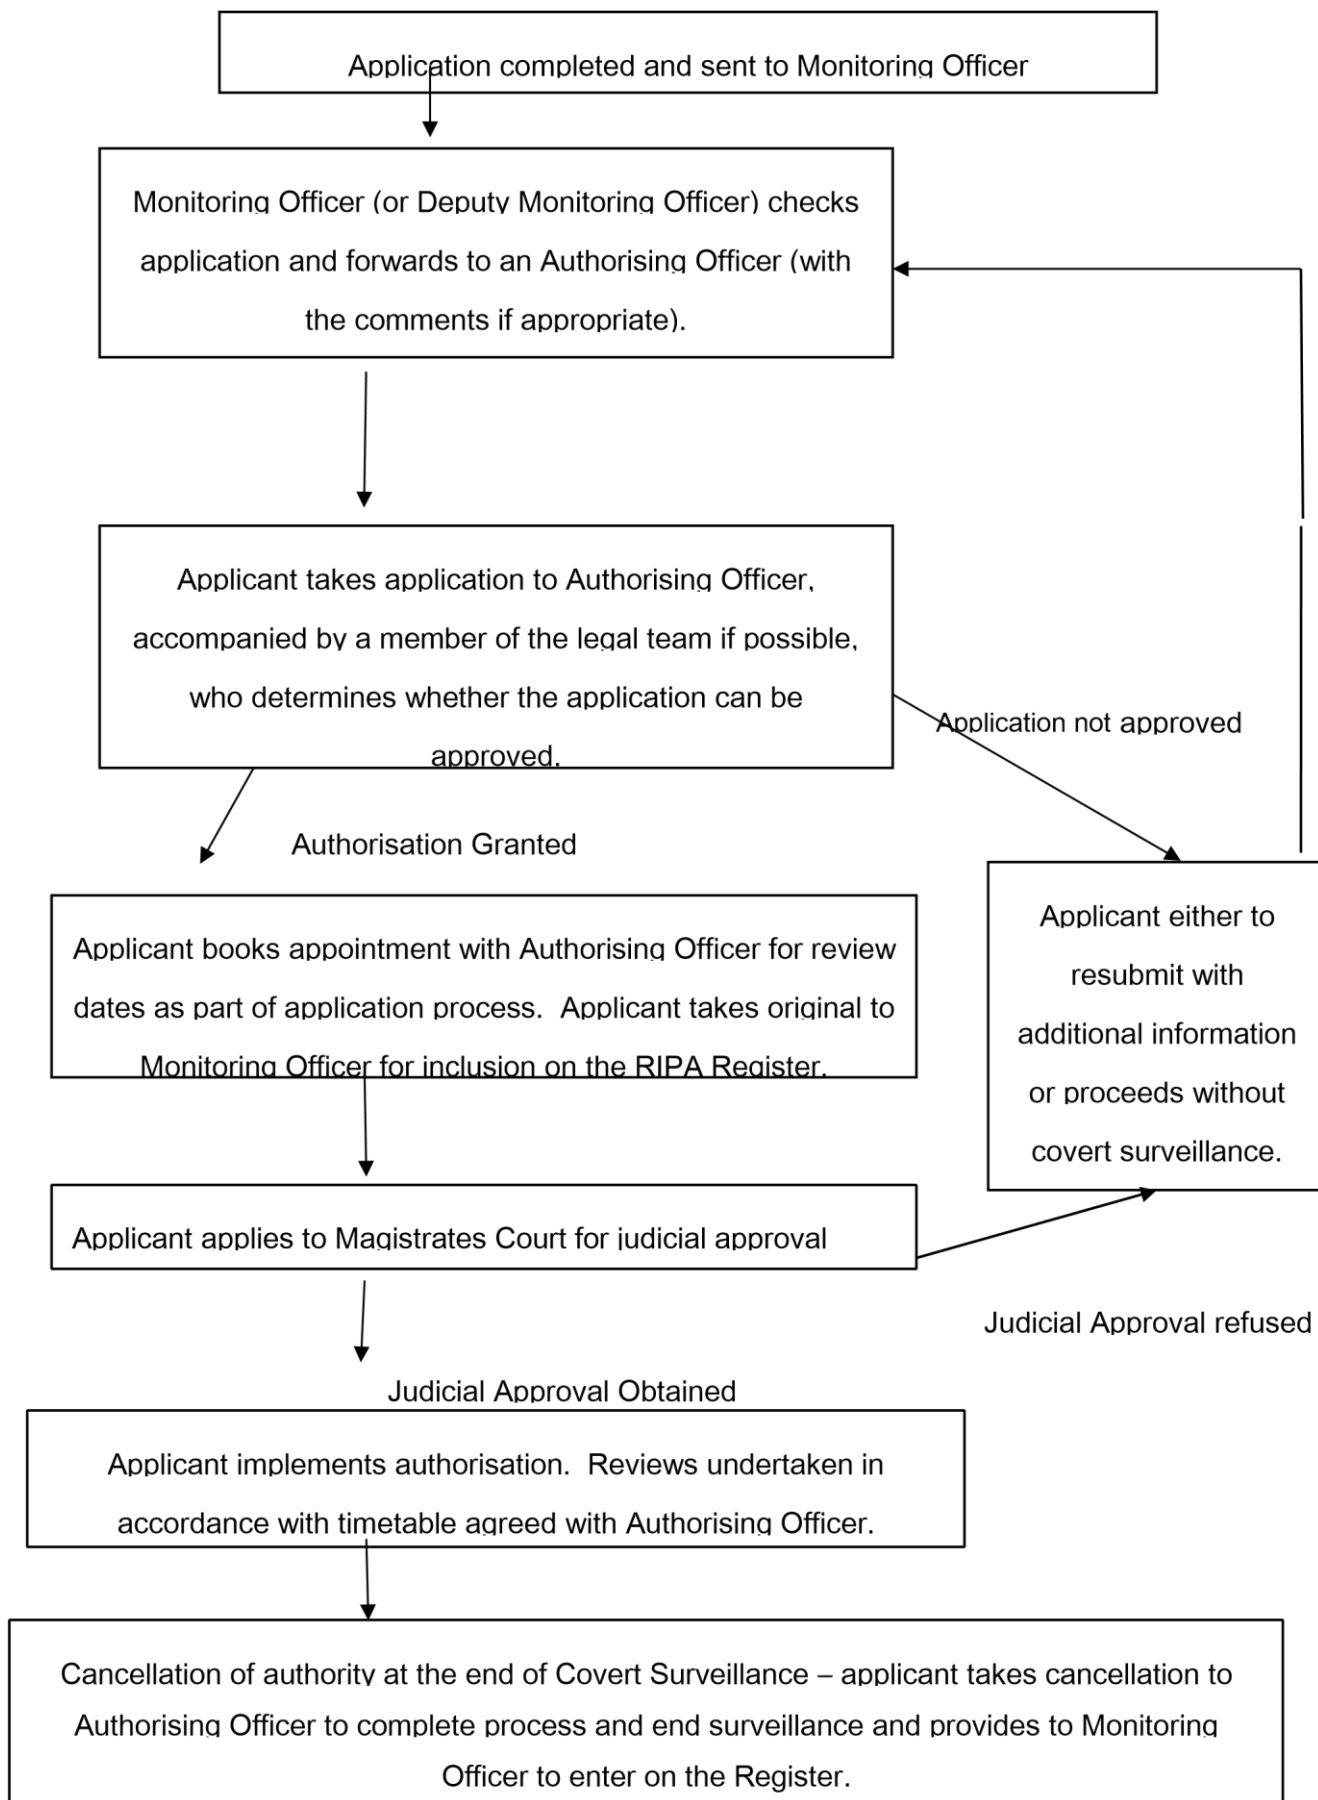 Application completed and sent to Monitoring Officer
Monitoring Officer (or Deputy Monitoring Officer) checks
application and forwards to an Authorising Officer (with
the comments if appropriate).
Applicant takes application to Authorising Officer,
accompanied by a member of the legal team if possible,
who determines whether the application can be
approved.
Application not approved
Authorisation Granted
Applicant books appointment with Authorising Officer for review
dates as part of application process.  Applicant takes original to
Monitoring Officer for inclusion on the RIPA Register.
Applicant either to
resubmit with
additional information
or proceeds without
covert surveillance.
Applicant applies to Magistrates Court for judicial approval
Judicial Approval refused
Judicial Approval Obtained
Applicant implements authorisation.  Reviews undertaken in
accordance with timetable agreed with Authorising Officer.
Cancellation of authority at the end of Covert Surveillance – applicant takes cancellation to
Authorising Officer to complete process and end surveillance and provides to Monitoring
Officer to enter on the Register.